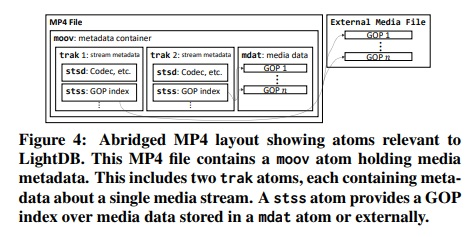 MP4 File
External Media File
moov: metadata container
GOP 1
GOP n
trak 1: stream metadata
stsd: Codec, etc.
stss: GOP index
trak 2: stream metadata
stsd: Codec, etc.
stss: GOP index
mdat: media data
GOP 1
GOP n
Figure 4: Abridged MP4 layout showing atoms relevant to
LightDB. This MP4 file contains a moov atom holding media
metadata. This includes two trak atoms, each containing meta-
data about a single media stream. A stss atom provides a GOP
index over media data stored in a mdat atom or externally.